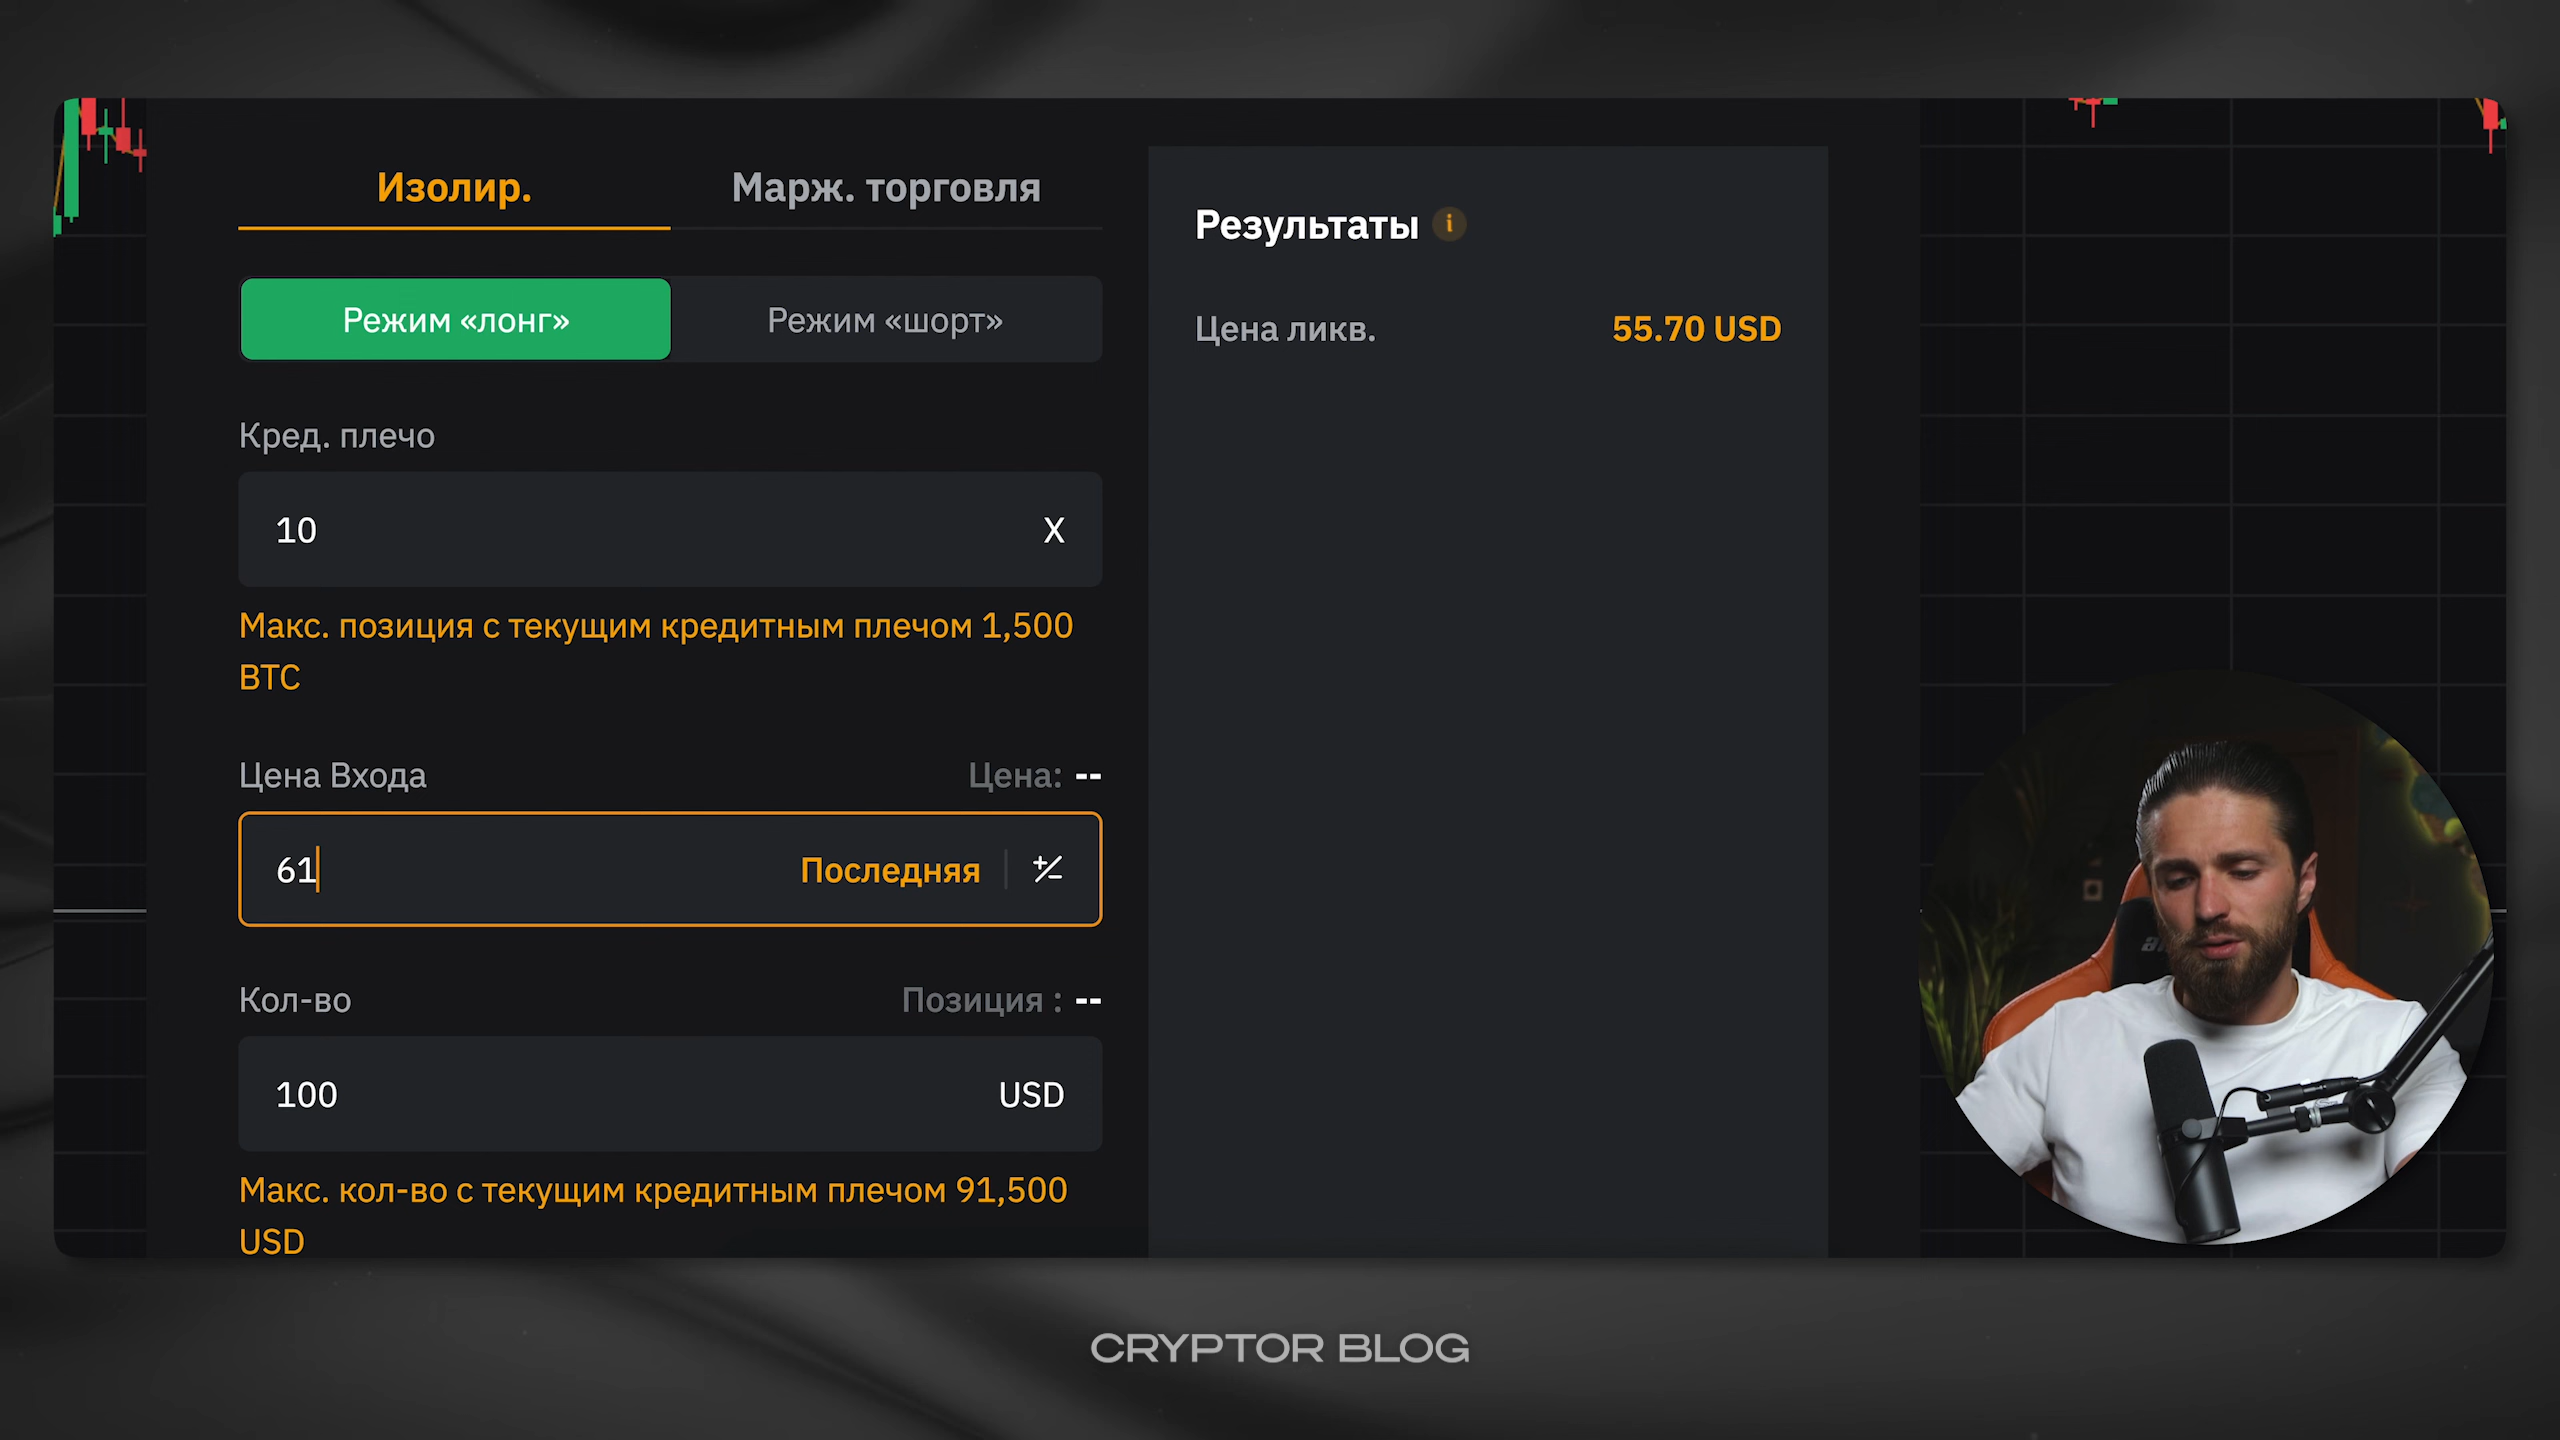 Изолир.
Марж. торговля
Режим «лонг»
Режим «шорт»
Кред. плечо
10 X
Макс. позиция с текущим кредитным плечом 1,500
BTC
Цена Входа
Цена: --
61 Последняя
Кол-во
Позиция : --
100 USD
Макс. кол-во с текущим кредитным плечом 91,500
USD
Результаты
Цена ликв. 55.70 USD
CRYPTOR BLOG